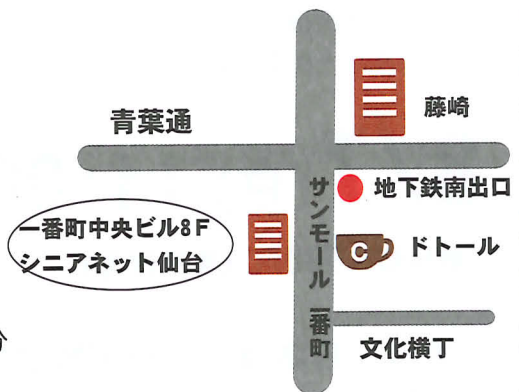 藤崎
青葉通
地下鉄南出口
サンモール一番町
一番町中央ビル8F
シニアネット仙台
C
ドトール
分
文化横丁